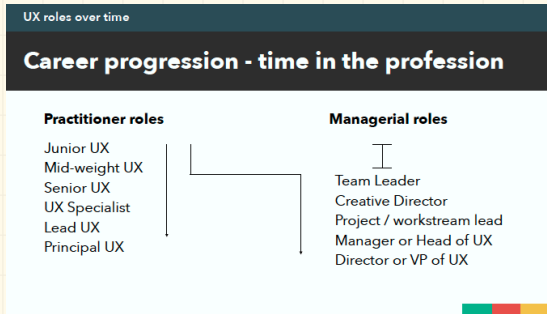 UX roles over time
Career progression - time in the profession
Practitioner roles
Junior UX
Mid-weight UX
Senior UX
UX Specialist
Lead UX
Principal UX
Managerial roles
Team Leader
Creative Director
Project / workstream lead
Manager or Head of UX
Director or VP of UX